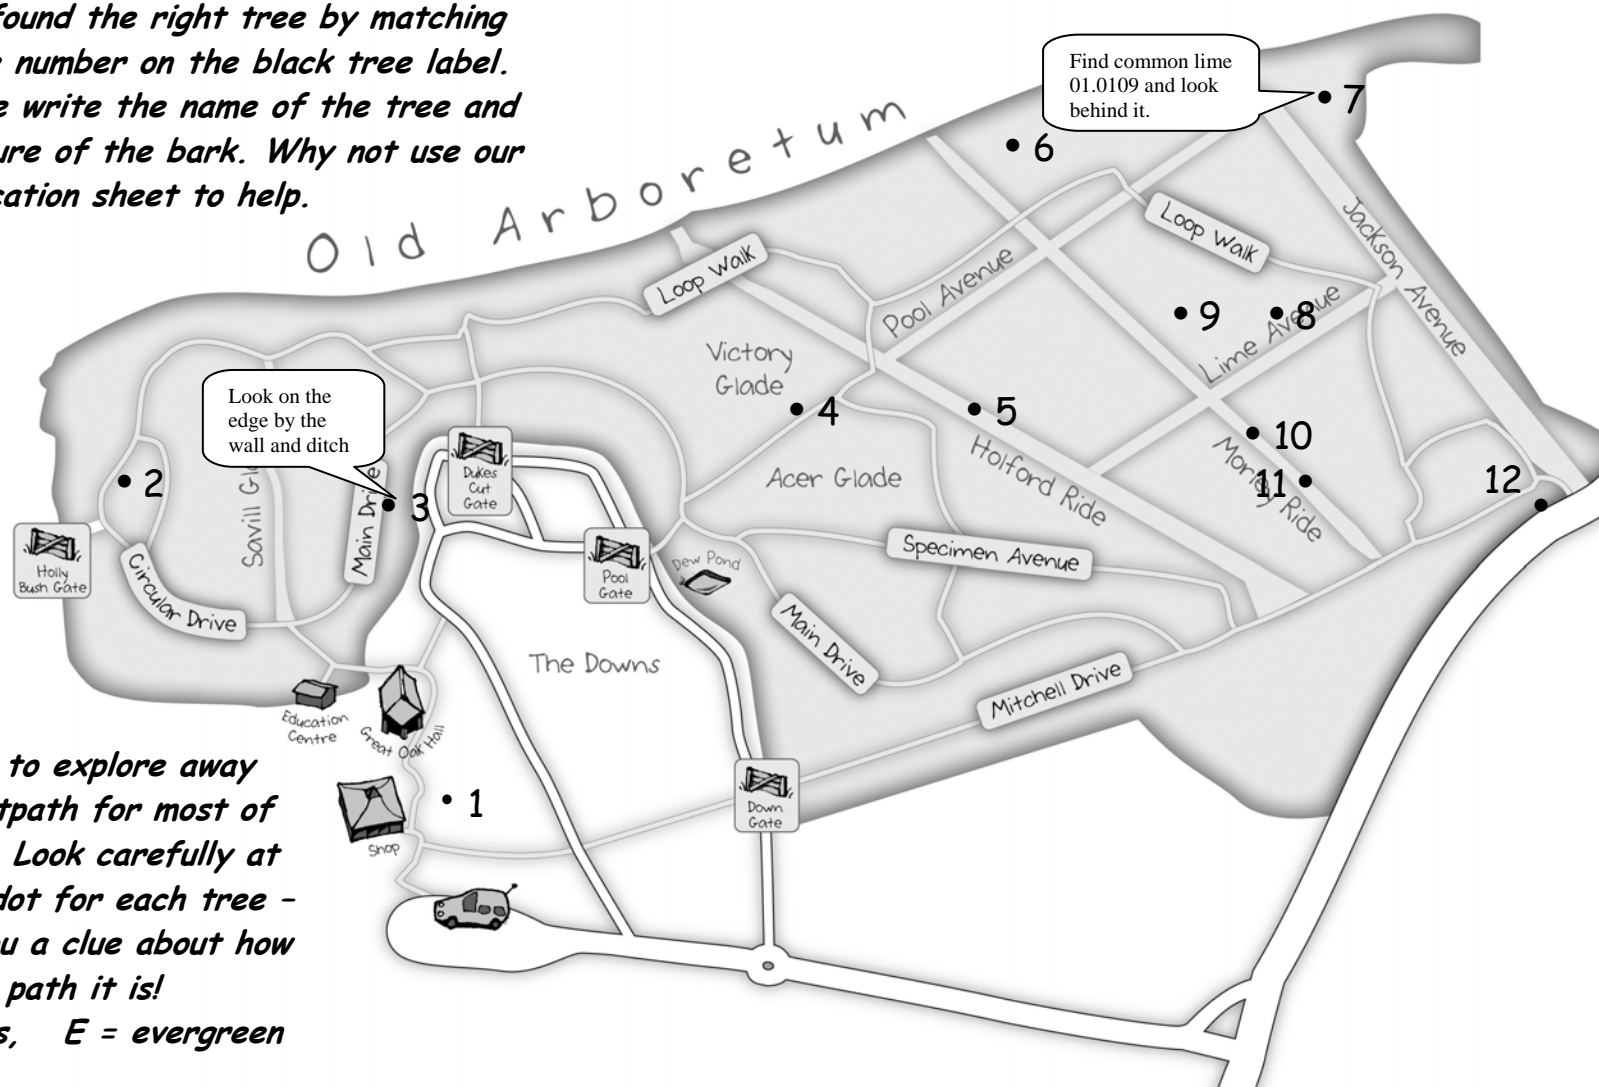 found the right tree by matching
number on the black tree label.
write the name of the tree and
ure of the bark. Why not use our
cation sheet to help.
Old Arboretum
Find common lime
01.0109 and look
behind it.
7
6
Loop Walk
Jackson Avenue
Loop Walk
Pool Avenue
9
8
Lime Avenue
Victory
Glade
4
5
Look on the
edge by the
wall and ditch
Holford Ride
10
Morley Ride
11
12
Acer Glade
2
Savill Gl
Main Drive
3
Dukes
Cut
Gate
Holly
Bush Gate
Circular Drive
Pool
Gate
Dew Pond
Specimen Avenue
Main Drive
Mitchell Drive
The Downs
Education
Centre
Great Oak Hall
to explore away
tpath for most of
Look carefully at
dot for each tree –
u a clue about how
path it is!
s, E = evergreen
1
Shop
Down
Gate